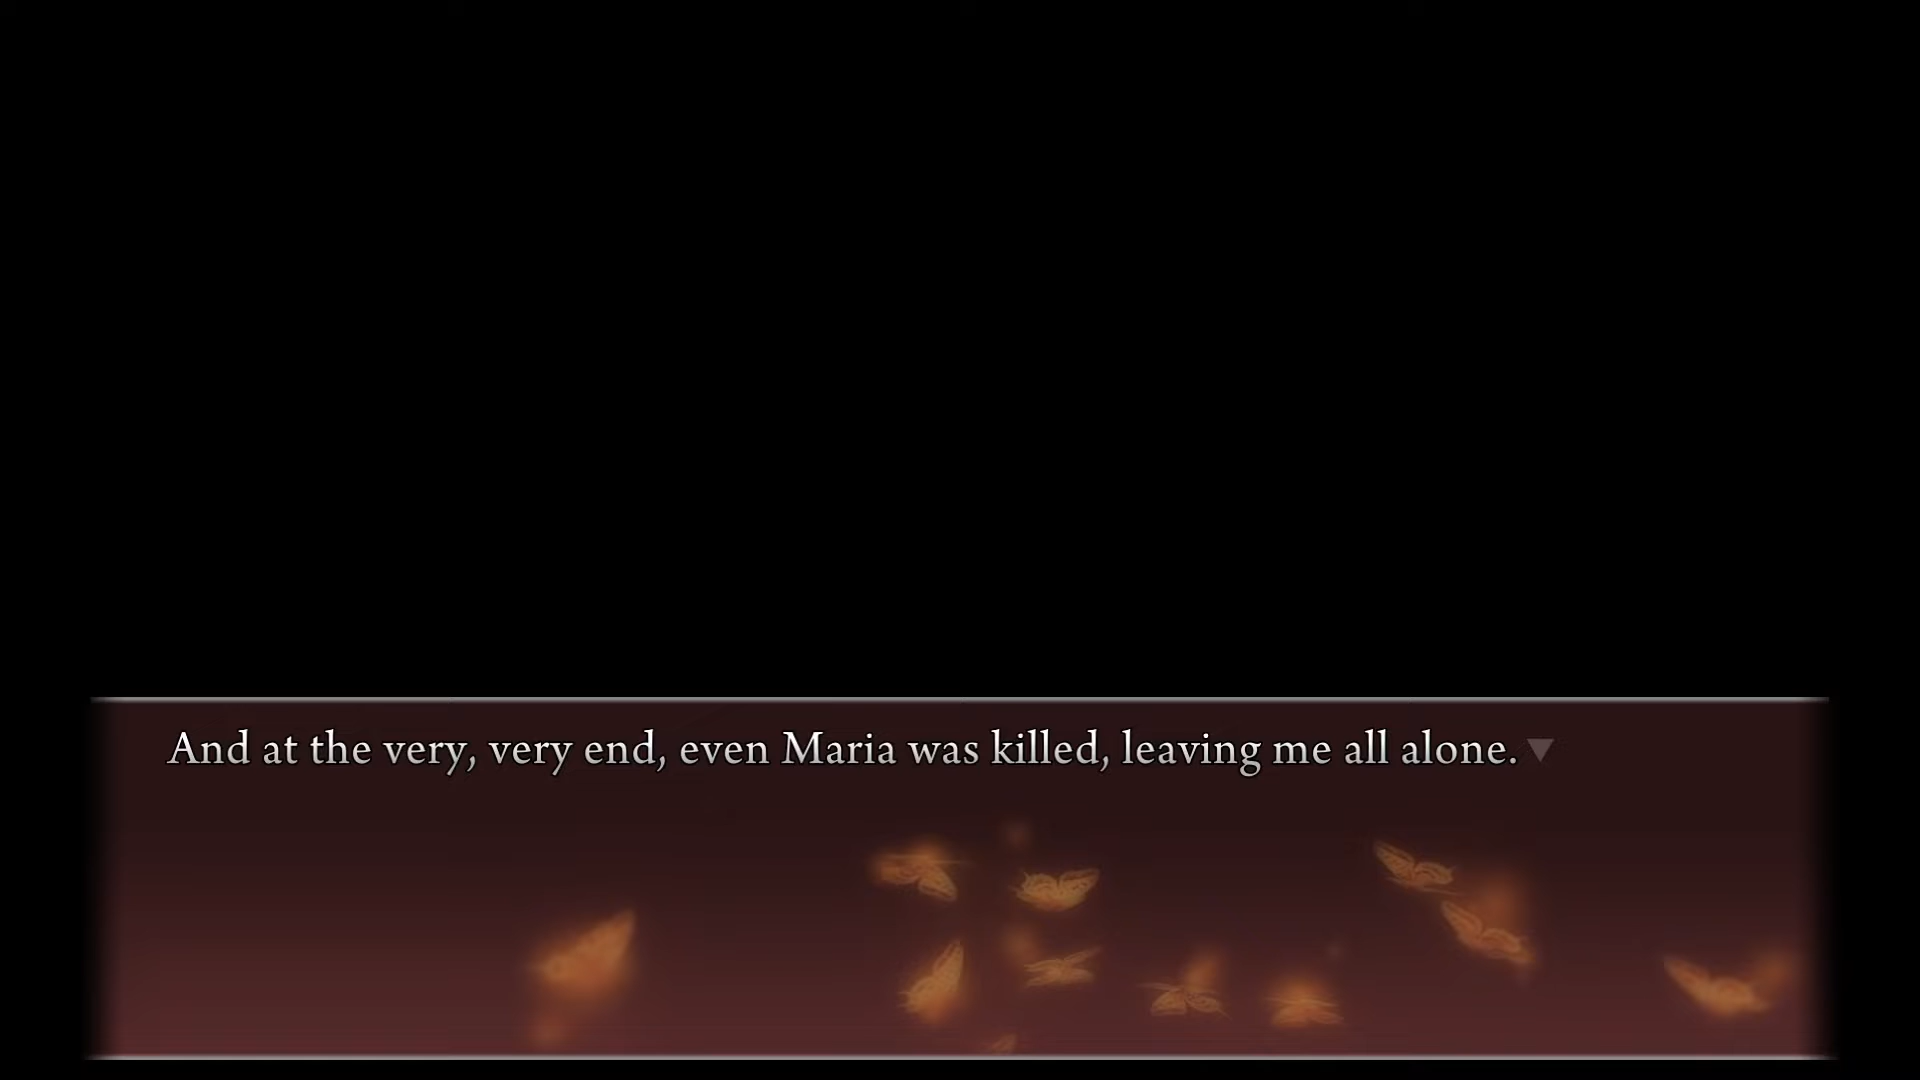 And at the very, very end, even Maria was killed, leaving me all alone.